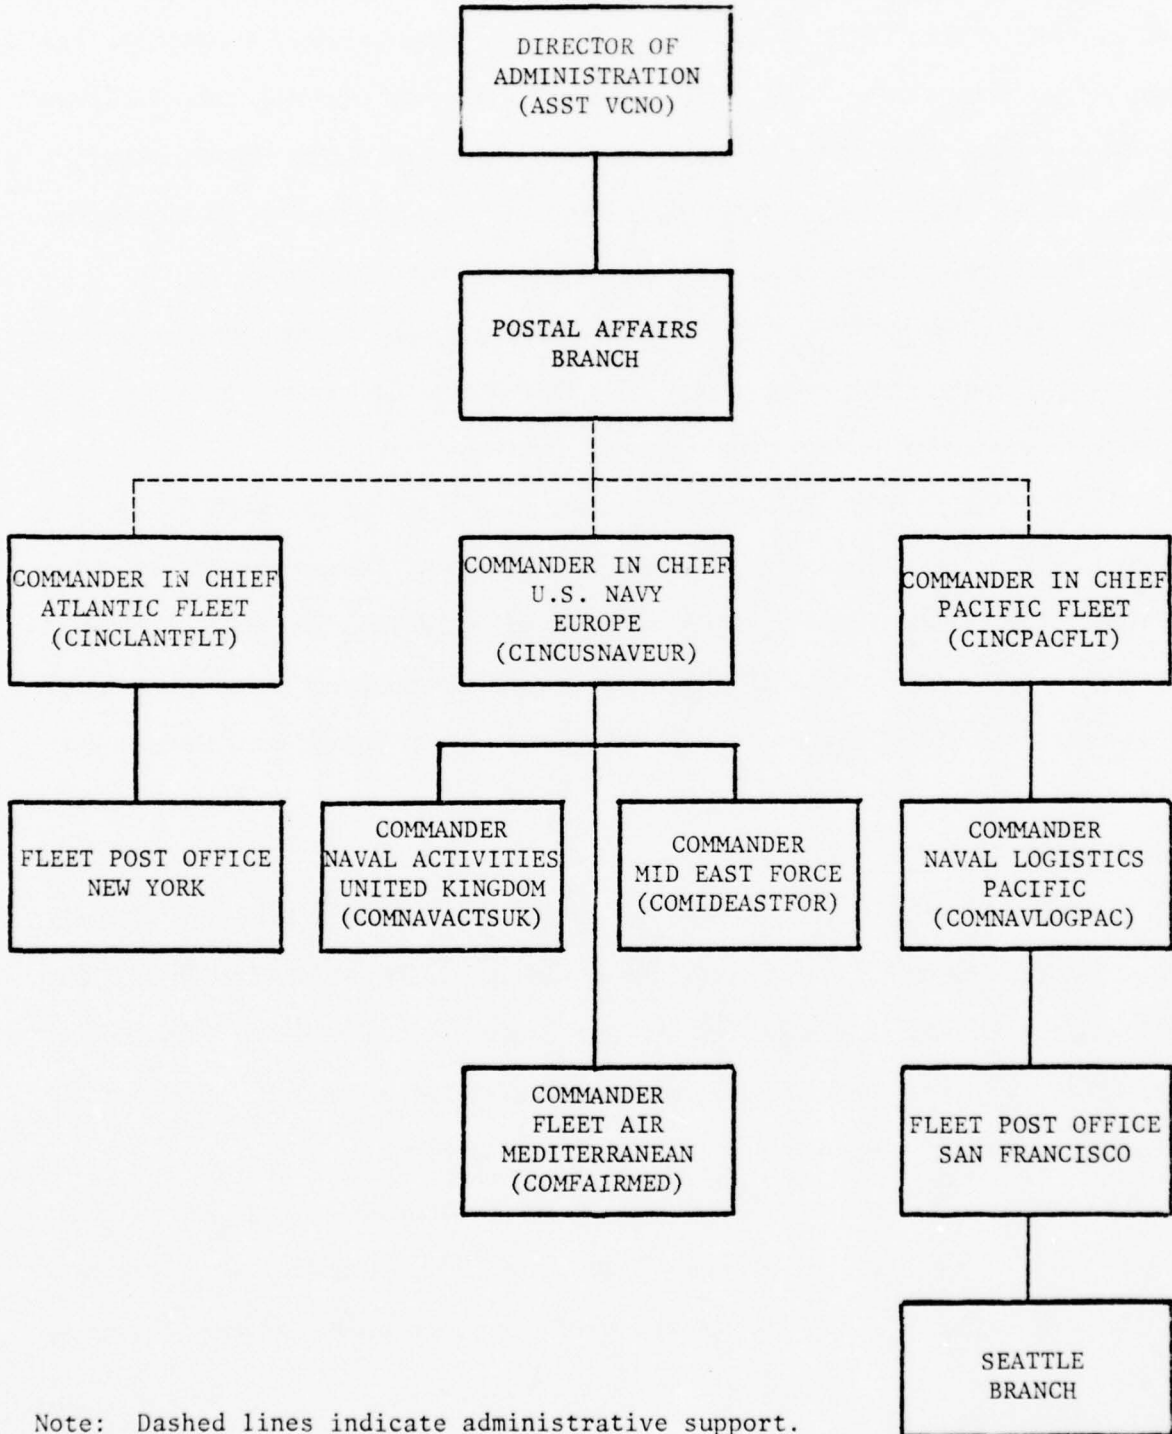 DIRECTOR OF
ADMINISTRATION
(ASST VCNO)
POSTAL AFFAIRS
BRANCH
COMMANDER IN CHIEF
ATLANTIC FLEET
(CINCLANTFLT)
COMMANDER IN CHIEF
U.S. NAVY
EUROPE
(CINCUSNAVEUR)
COMMANDER IN CHIEF
PACIFIC FLEET
(CINCPACFLT)
FLEET POST OFFICE
NEW YORK
COMMANDER
NAVAL ACTIVITIES
UNITED KINGDOM
(COMNAVACTSUK)
COMMANDER
MID EAST FORCE
(COMIDEASTFOR)
COMMANDER
NAVAL LOGISTICS
PACIFIC
(COMNAVLOGPAC)
COMMANDER
FLEET AIR
MEDITERRANEAN
(COMFAIRMED)
FLEET POST OFFICE
SAN FRANCISCO
SEATTLE
BRANCH
Note: Dashed lines indicate administrative support.